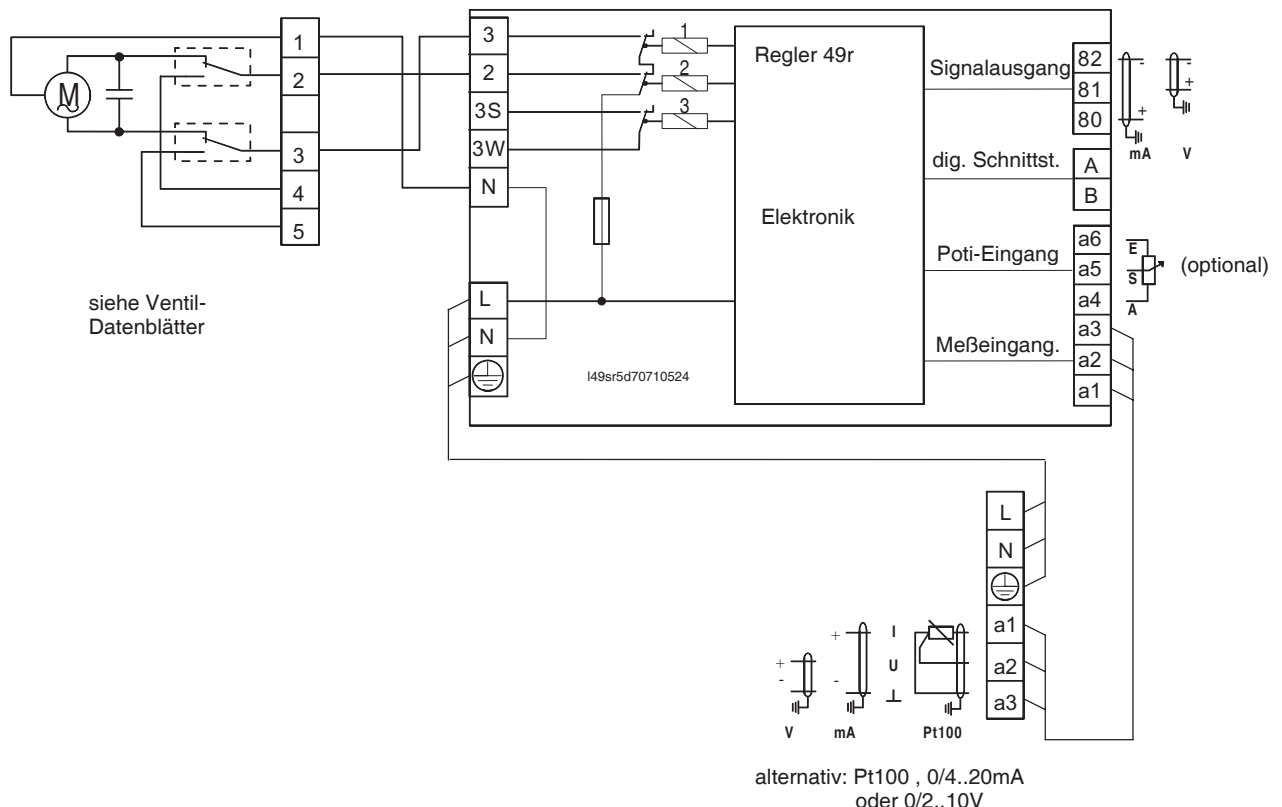 1
2
3
4
5
M
siehe Ventil-
Datenblätter
3
2
3S
3W
N
L
N
1
2
3
Regler 49r
Elektronik
l49sr5d70710524
Signalausgang
dig. Schnittst.
Poti-Eingang
Meßeingang.
82
81
80
A
B
a6
a5
a4
a3
a2
a1
-
+
mA
-
+
V
E
S
A
(optional)
L
N
a1
a2
a3
+
-
V
+
-
mA
I
U
Pt100
alternativ: Pt100 , 0/4..20mA
oder 0/2..10V